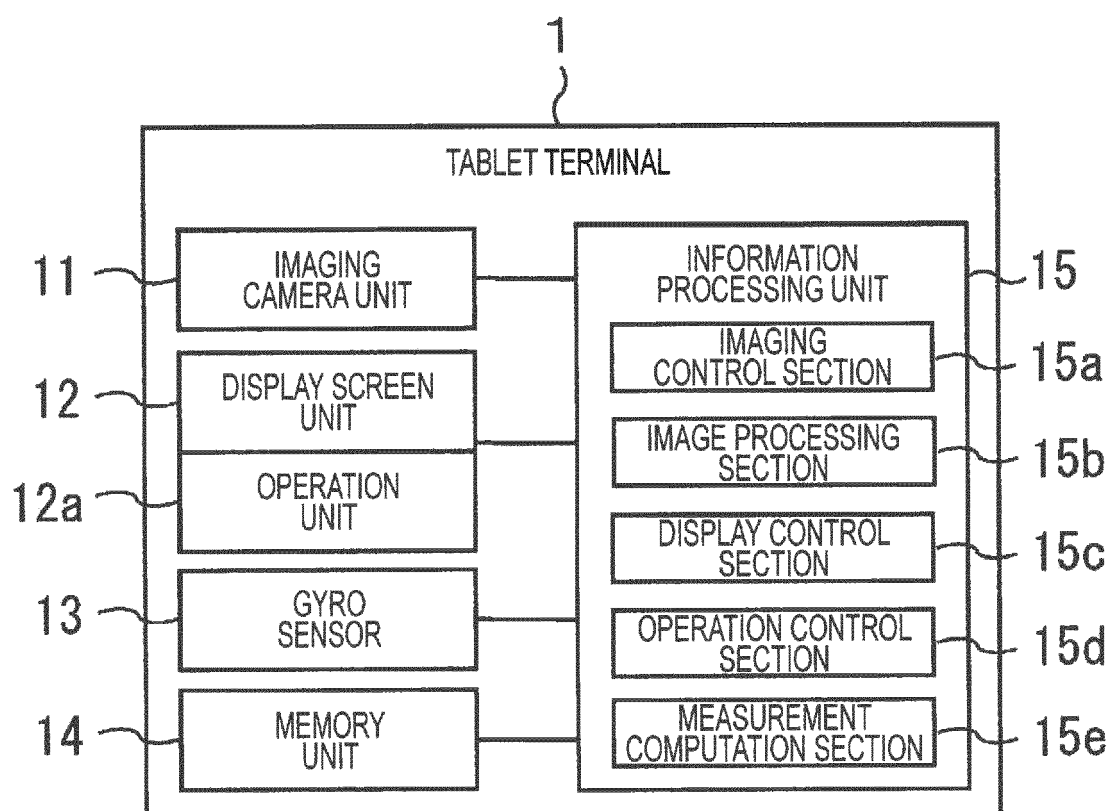 1
TABLET TERMINAL
11
IMAGING
CAMERA UNIT
12
DISPLAY SCREEN
UNIT
12a
OPERATION
UNIT
13
GYRO
SENSOR
14
MEMORY
UNIT
INFORMATION
PROCESSING UNIT
15
IMAGING
CONTROL SECTION
15a
IMAGE PROCESSING
SECTION
15b
DISPLAY CONTROL
SECTION
15c
OPERATION CONTROL
SECTION
15d
MEASUREMENT
COMPUTATION SECTION
15e